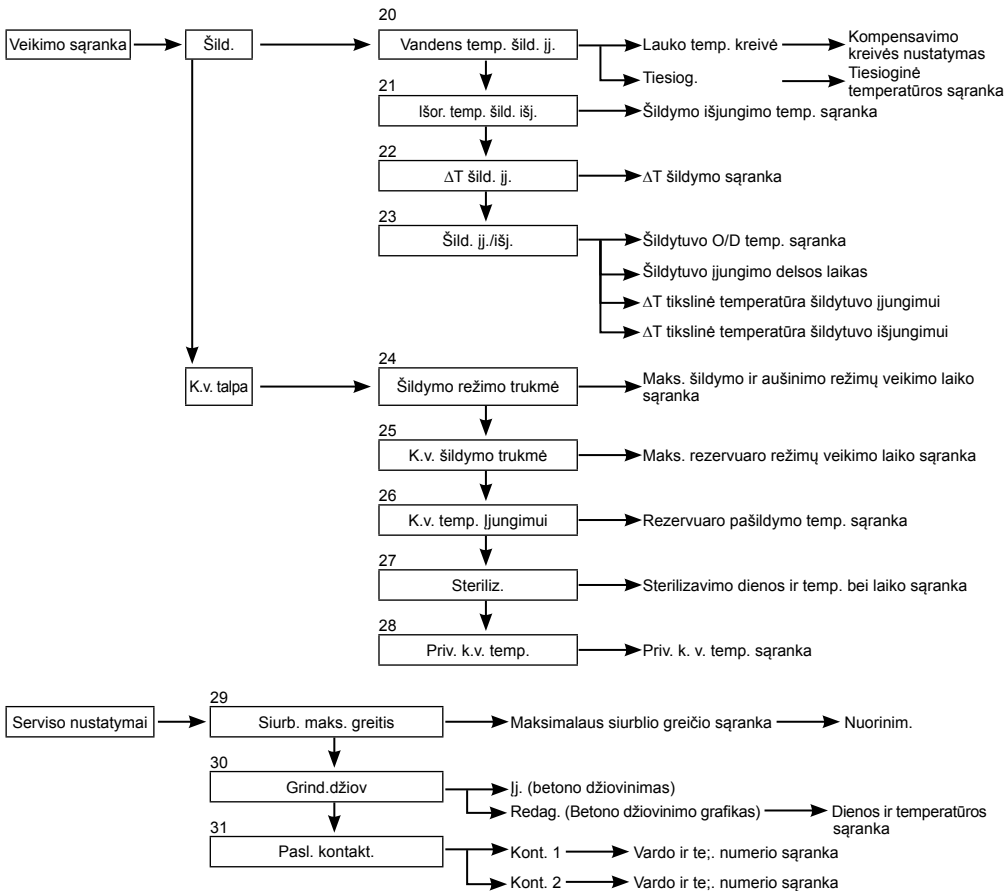 20
Veikimo sąranka
Šild.
Vandens temp. šild. įj.
Lauko temp. kreivė
Kompensavimo
kreivės nustatymas
Tiesiog.
Tiesioginė
temperatūros sąranka
21
Išor. temp. šild. išj.
Šildymo išjungimo temp. sąranka
22
∆T šild. įj.
∆T šildymo sąranka
23
Šild. įj./išj.
Šildytuvo O/D temp. sąranka
Šildytuvo įjungimo delsos laikas
∆T tikslinė temperatūra šildytuvo įjungimui
∆T tikslinė temperatūra šildytuvo išjungimui
24
K.v. talpa
Šildymo režimo trukmė
Maks. šildymo ir aušinimo režimų veikimo laiko
sąranka
25
K.v. šildymo trukmė
Maks. rezervuaro režimų veikimo laiko sąranka
26
K.v. temp. Įjungimui
Rezervuaro pašildymo temp. sąranka
27
Steriliz.
Sterilizavimo dienos ir temp. bei laiko sąranka
28
Priv. k.v. temp.
Priv. k. v. temp. sąranka
29
Serviso nustatymai
Siurb. maks. greitis
Maksimalaus siurblio greičio sąranka
Nuorinim.
30
Grind.džiov
Įj. (betono džiovinimas)
Redag. (Betono džiovinimo grafikas)
Dienos ir temperatūros
sąranka
31
Pasl. kontakt.
Kont. 1
Vardo ir te;. numerio sąranka
Kont. 2
Vardo ir te;. numerio sąranka